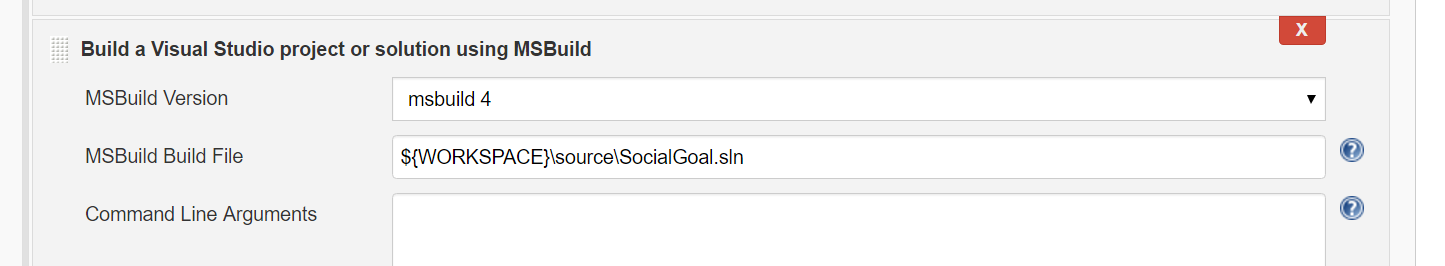 X
Build a Visual Studio project or solution using MSBuild
MSBuild Version
msbuild 4
MSBuild Build File
${WORKSPACE}\source\SocialGoal.sln
?
Command Line Arguments
?